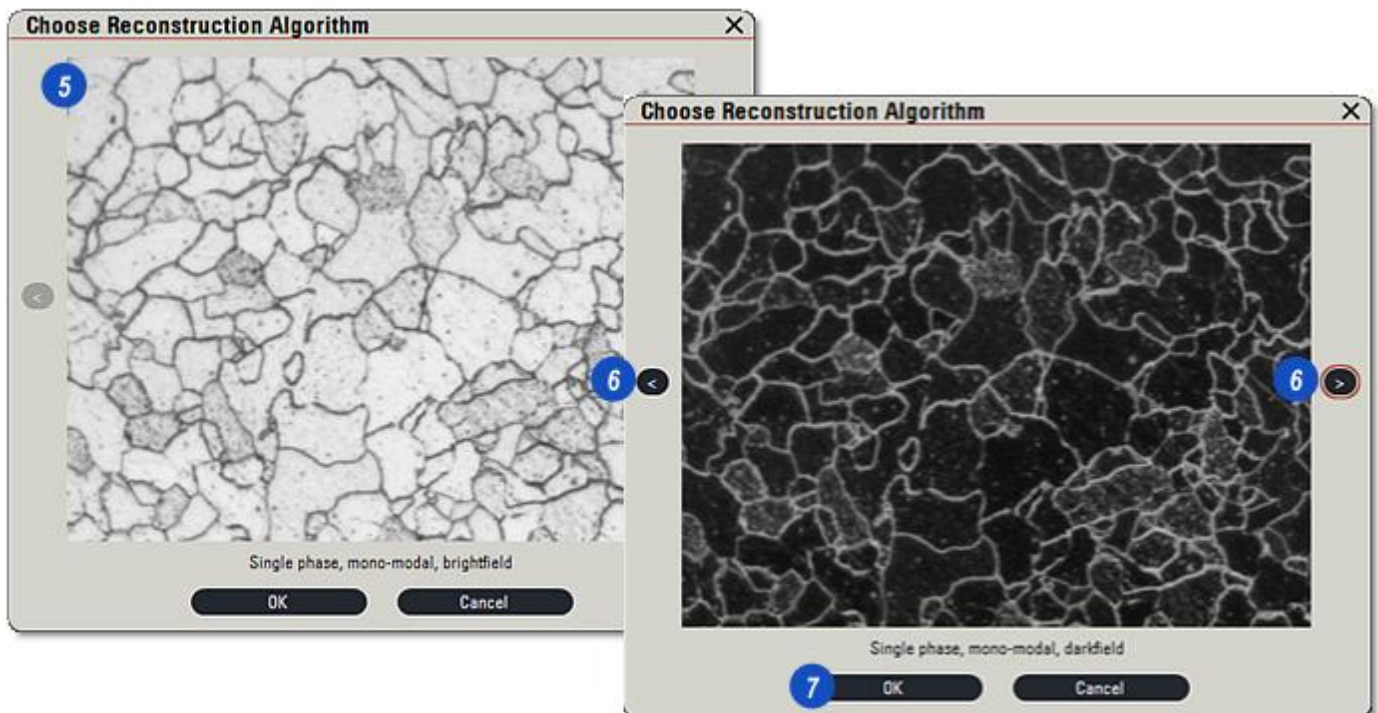 Choose Reconstruction Algorithm
5
<
Single phase, mono-modal, brightfield
OK Cancel
Choose Reconstruction Algorithm
6 <
6 >
Single phase, mono-modal, darkfield
7 OK Cancel